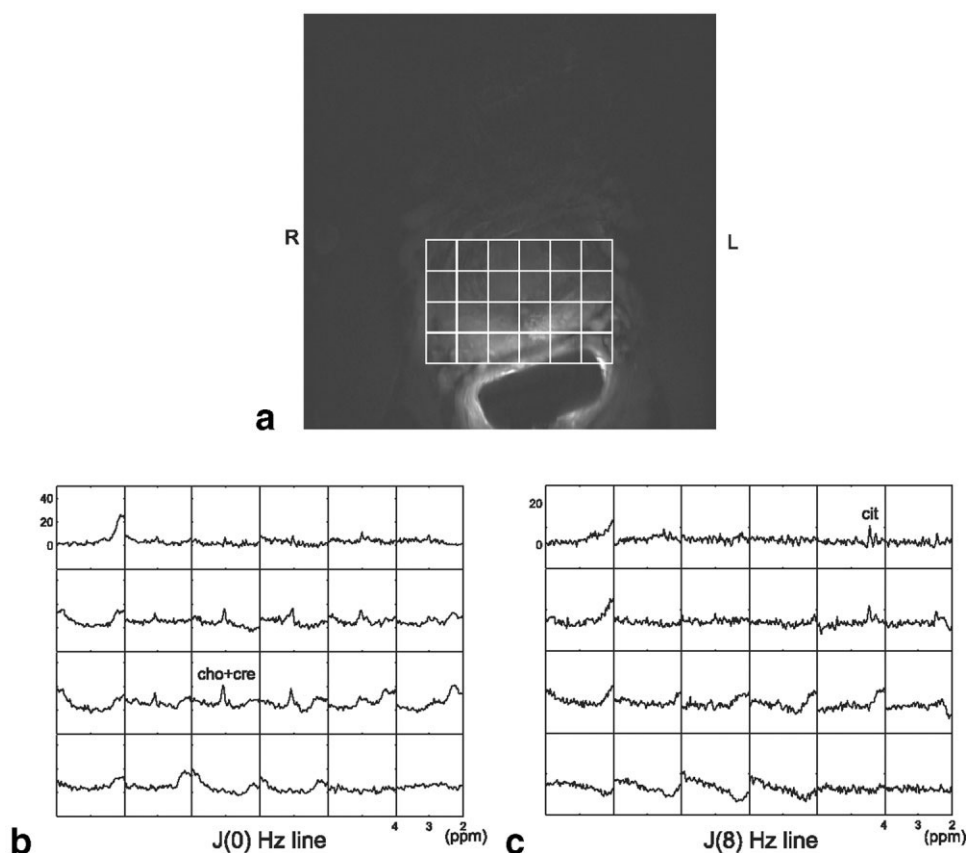 R
L
a
40
20
0
cho+cre
4 3 2
(ppm)
J(0) Hz line
b
20
0
cit
4 3 2
(ppm)
J(8) Hz line
c